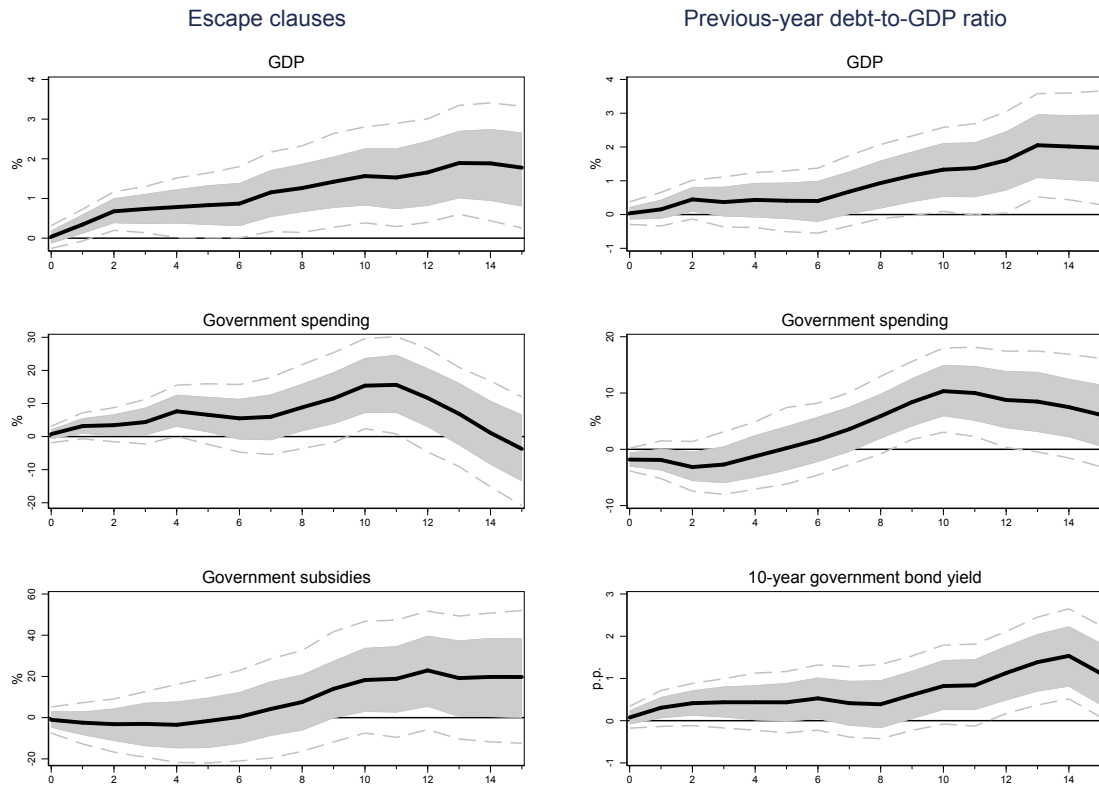 Escape clauses
Previous-year debt-to-GDP ratio
GDP
%
4
3
2
1
0
0 2 4 6 8 10 12 14
GDP
%
4
3
2
1
0
-1
0 2 4 6 8 10 12 14
Government spending
%
30
20
10
0
-10
-20
0 2 4 6 8 10 12 14
Government spending
%
20
10
0
-10
0 2 4 6 8 10 12 14
Government subsidies
%
60
40
20
0
-20
0 2 4 6 8 10 12 14
10-year government bond yield
p.p.
3
2
1
0
-1
0 2 4 6 8 10 12 14